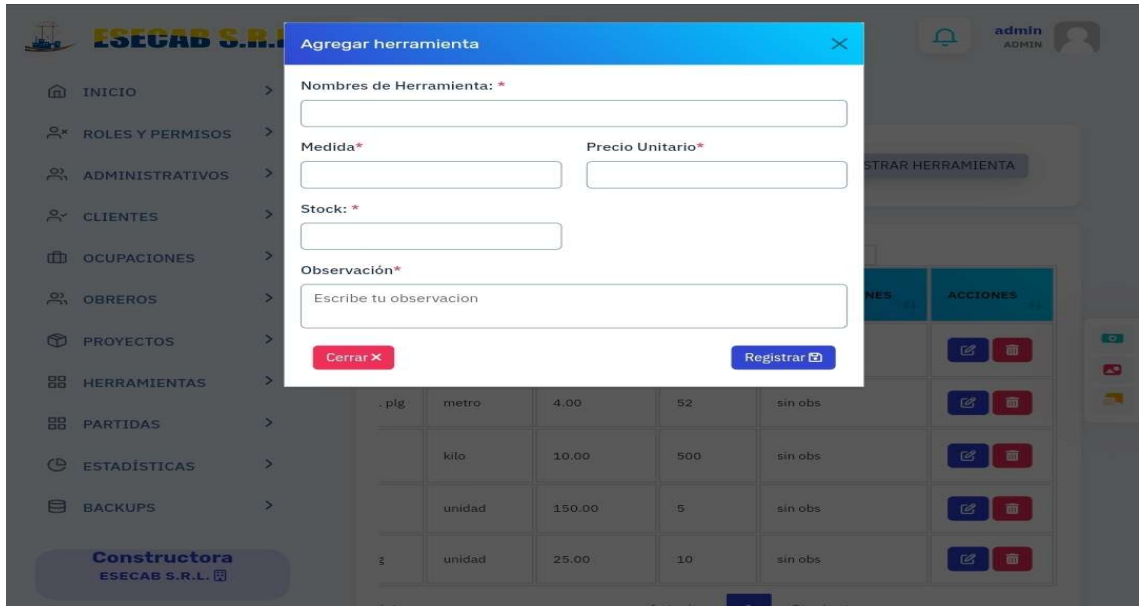 ESECAB S.R.L
admin
ADMIN
Agregar herramienta
Nombres de Herramienta: *
Medida*
Precio Unitario*
Stock: *
Observación*
Escribe tu observacion
Cerrar
Registrar
INICIO
ROLES Y PERMISOS
ADMINISTRATIVOS
CLIENTES
OCUPACIONES
OBREROS
PROYECTOS
HERRAMIENTAS
PARTIDAS
ESTADÍSTICAS
BACKUPS
Constructora
ESECAB S.R.L.
STRAR HERRAMIENTA
NES ACCIONES
. plg metro 4.00 52 sin obs
kilo 10.00 500 sin obs
unidad 150.00 5 sin obs
g unidad 25.00 10 sin obs